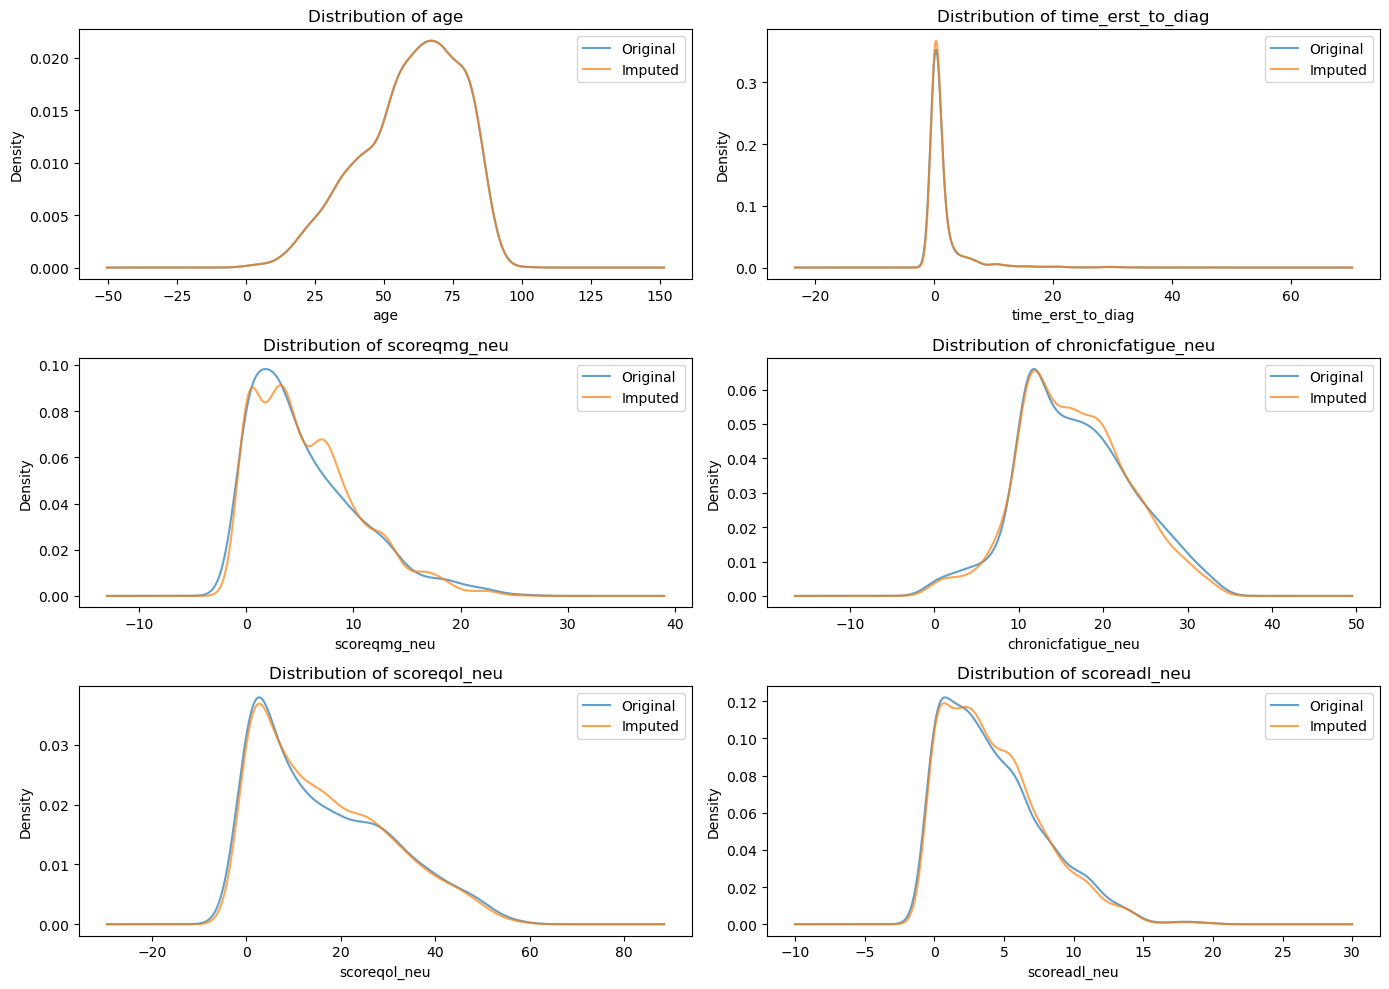 Distribution of age
Density
0.020
0.015
0.010
0.005
0.000
Original
Imputed
−50 −25 0 25 50 75 100 125 150
age
Distribution of time_erst_to_diag
Density
0.3
0.2
0.1
0.0
Original
Imputed
−20 0 20 40 60
time_erst_to_diag
Distribution of scoreqmg_neu
Density
0.10
0.08
0.06
0.04
0.02
0.00
Original
Imputed
−10 0 10 20 30 40
scoreqmg_neu
Distribution of chronicfatigue_neu
Density
0.06
0.05
0.04
0.03
0.02
0.01
0.00
Original
Imputed
−10 0 10 20 30 40 50
chronicfatigue_neu
Distribution of scoreqol_neu
Density
0.03
0.02
0.01
0.00
Original
Imputed
−20 0 20 40 60 80
scoreqol_neu
Distribution of scoreadl_neu
Density
0.12
0.10
0.08
0.06
0.04
0.02
0.00
Original
Imputed
−10 −5 0 5 10 15 20 25 30
scoreadl_neu